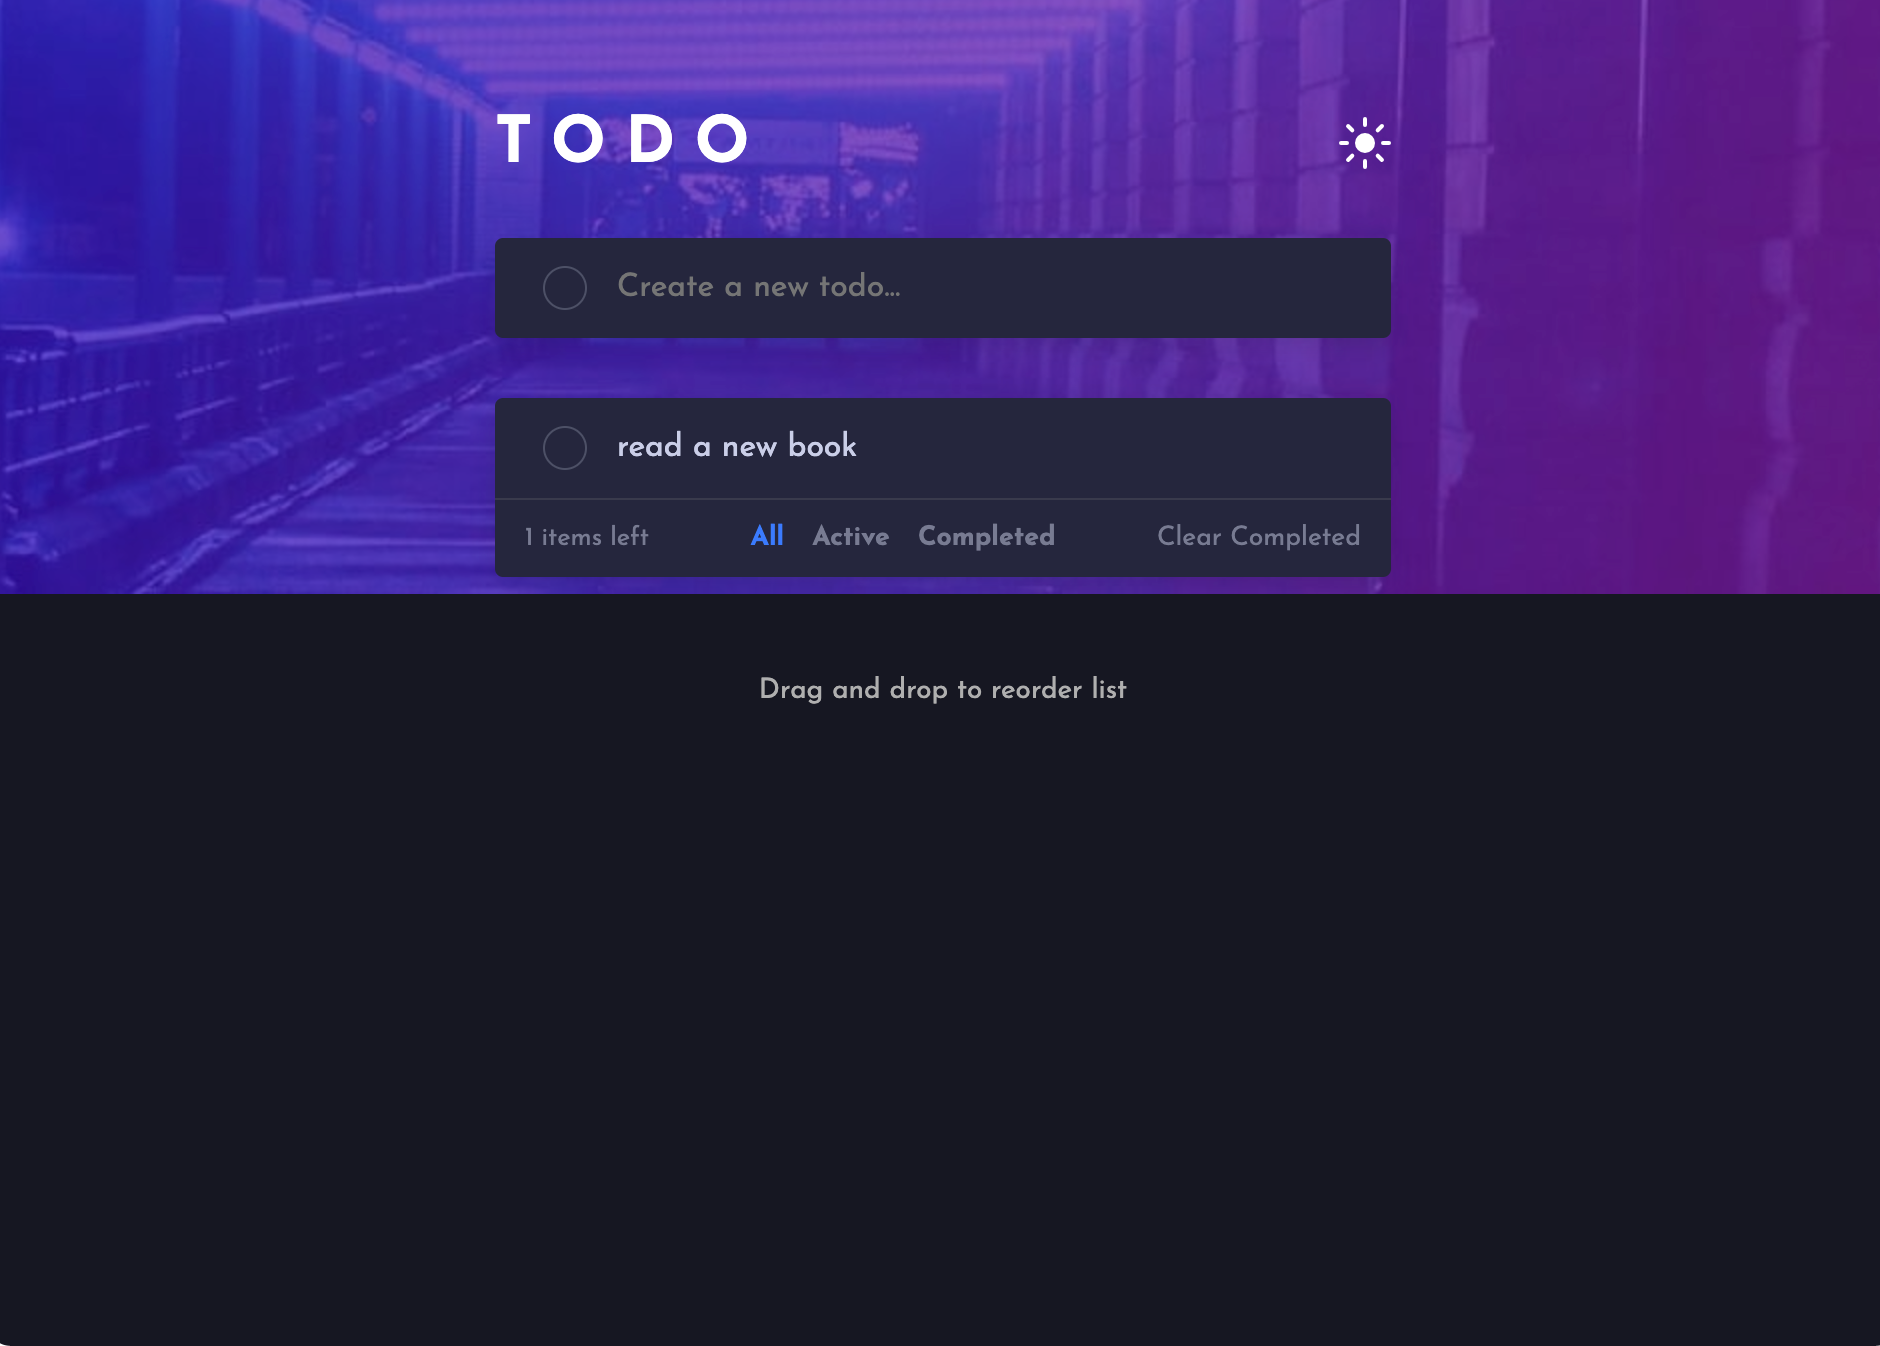 TODO
Create a new todo...
read a new book
1 items left All Active Completed Clear Completed
Drag and drop to reorder list